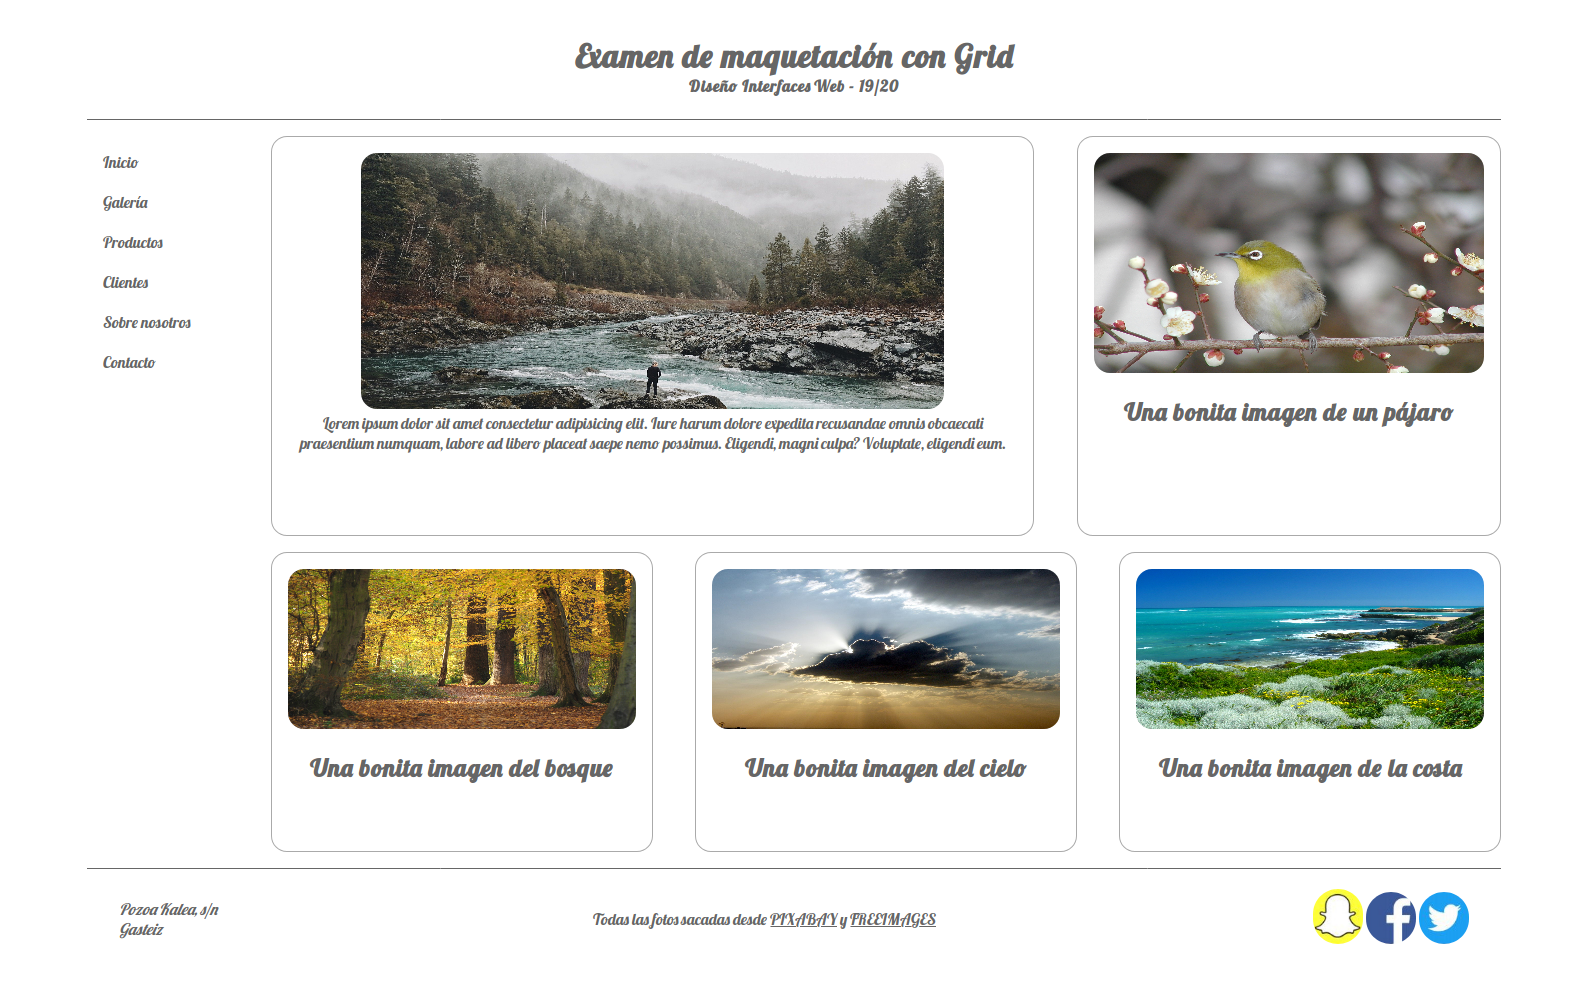 Examen de maquetación con Grid
Diseño Interfaces Web - 19/20
Inicio
Galería
Productos
Clientes
Sobre nosotros
Contacto
Lorem ipsum dolor sit amet consectetur adipisicing elit. Iure harum dolore expedita recusandae omnis obcaecati
praesentium numquam, labore ad libero placeat saepe nemo possimus. Eligendi, magni culpa? Voluptate, eligendi eum.
Una bonita imagen de un pájaro
Una bonita imagen del bosque
Una bonita imagen del cielo
Una bonita imagen de la costa
Pozoa Kalea, s/n
Gasteiz
Todas las fotos sacadas desde PIXABAY y FREEIMAGES